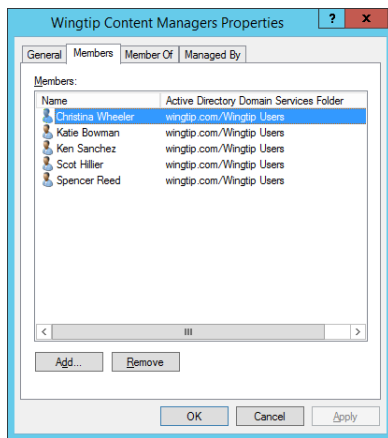 Wingtip Content Managers Properties ? x
General Members Member Of Managed By
Members:
Name Active Directory Domain Services Folder
Christina Wheeler wingtip.com/Wingtip Users
Katie Bowman wingtip.com/Wingtip Users
Ken Sanchez wingtip.com/Wingtip Users
Scot Hillier wingtip.com/Wingtip Users
Spencer Reed wingtip.com/Wingtip Users
Add... Remove
OK Cancel Apply